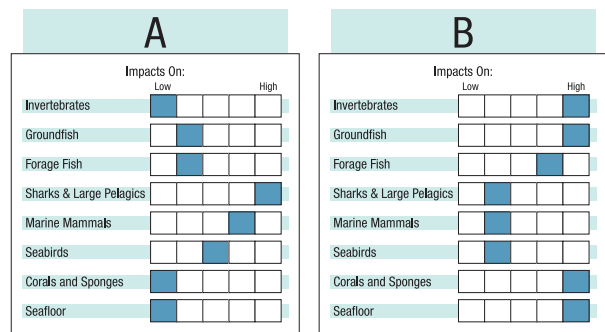 A
Impacts On:
Low High
Invertebrates
Groundfish
Forage Fish
Sharks & Large Pelagics
Marine Mammals
Seabirds
Corals and Sponges
Seafloor
B
Impacts On:
Low High
Invertebrates
Groundfish
Forage Fish
Sharks & Large Pelagics
Marine Mammals
Seabirds
Corals and Sponges
Seafloor